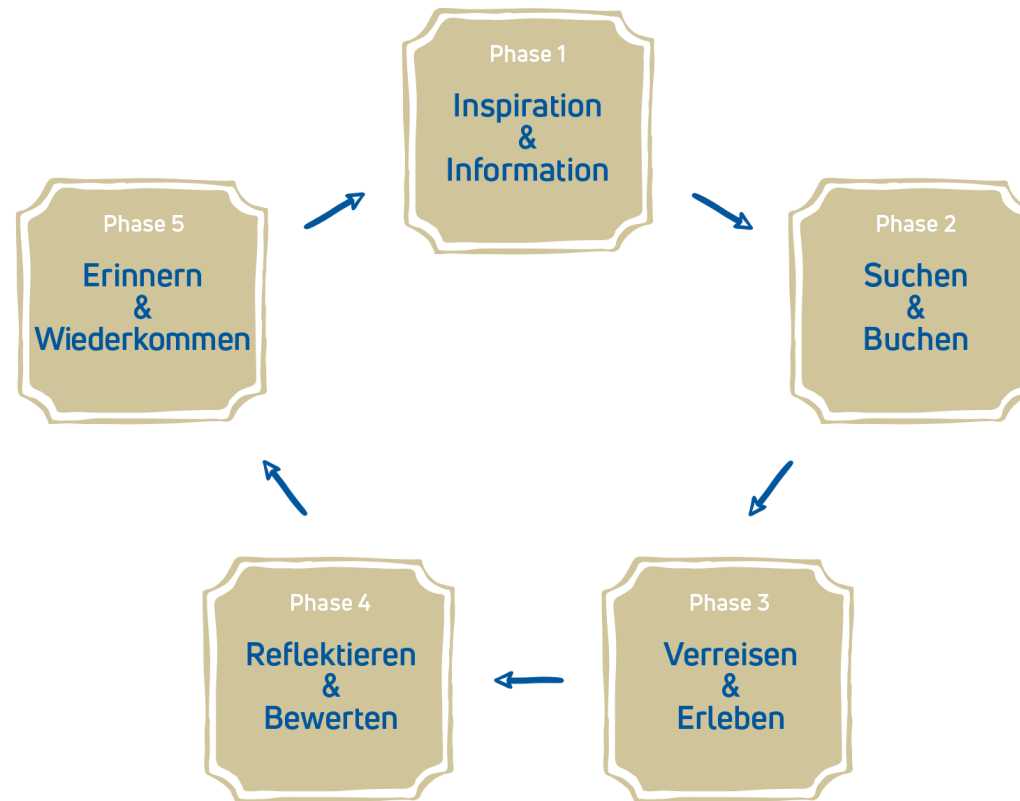 Phase 1
Inspiration
&
Information
Phase 2
Suchen
&
Buchen
Phase 3
Verreisen
&
Erleben
Phase 4
Reflektieren
&
Bewerten
Phase 5
Erinnern
&
Wiederkommen